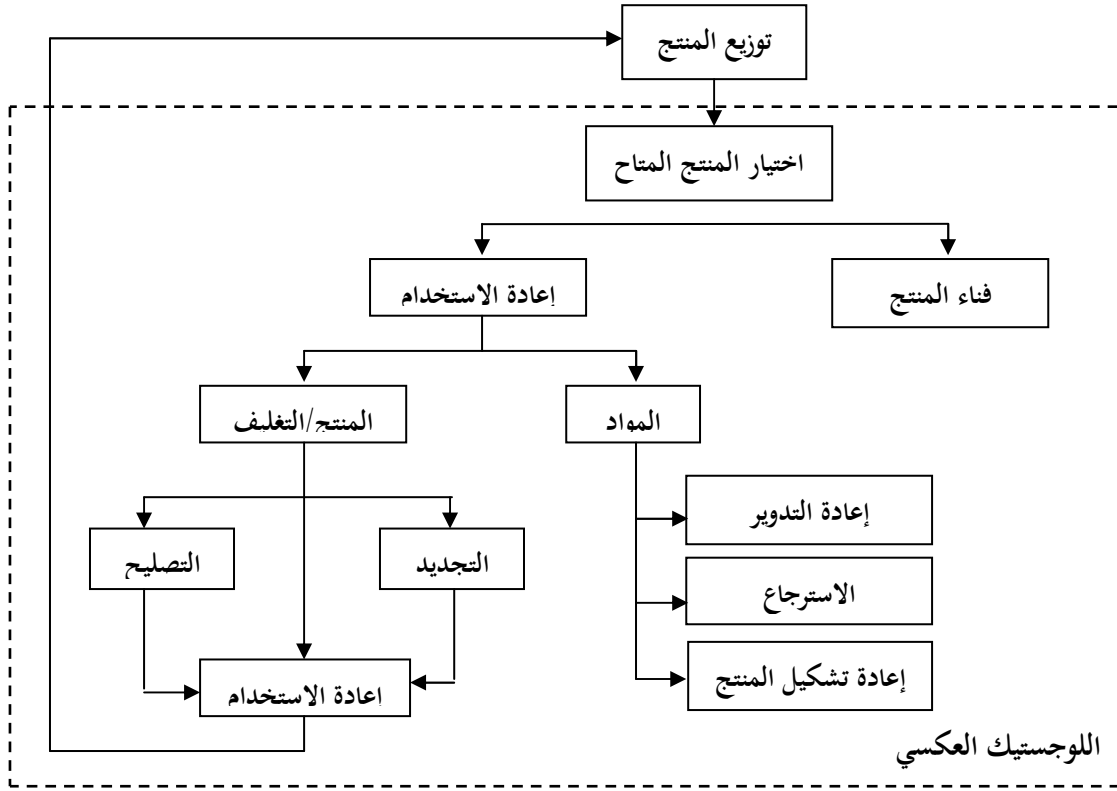 توزيع المنتج
اختيار المنتج المتاح
إعادة الاستخدام
فناء المنتج
المنتج/التغليف
المواد
إعادة التدوير
التصليح
التجديد
الاسترجاع
إعادة الاستخدام
إعادة تشكيل المنتج
اللوجستيك العكسي